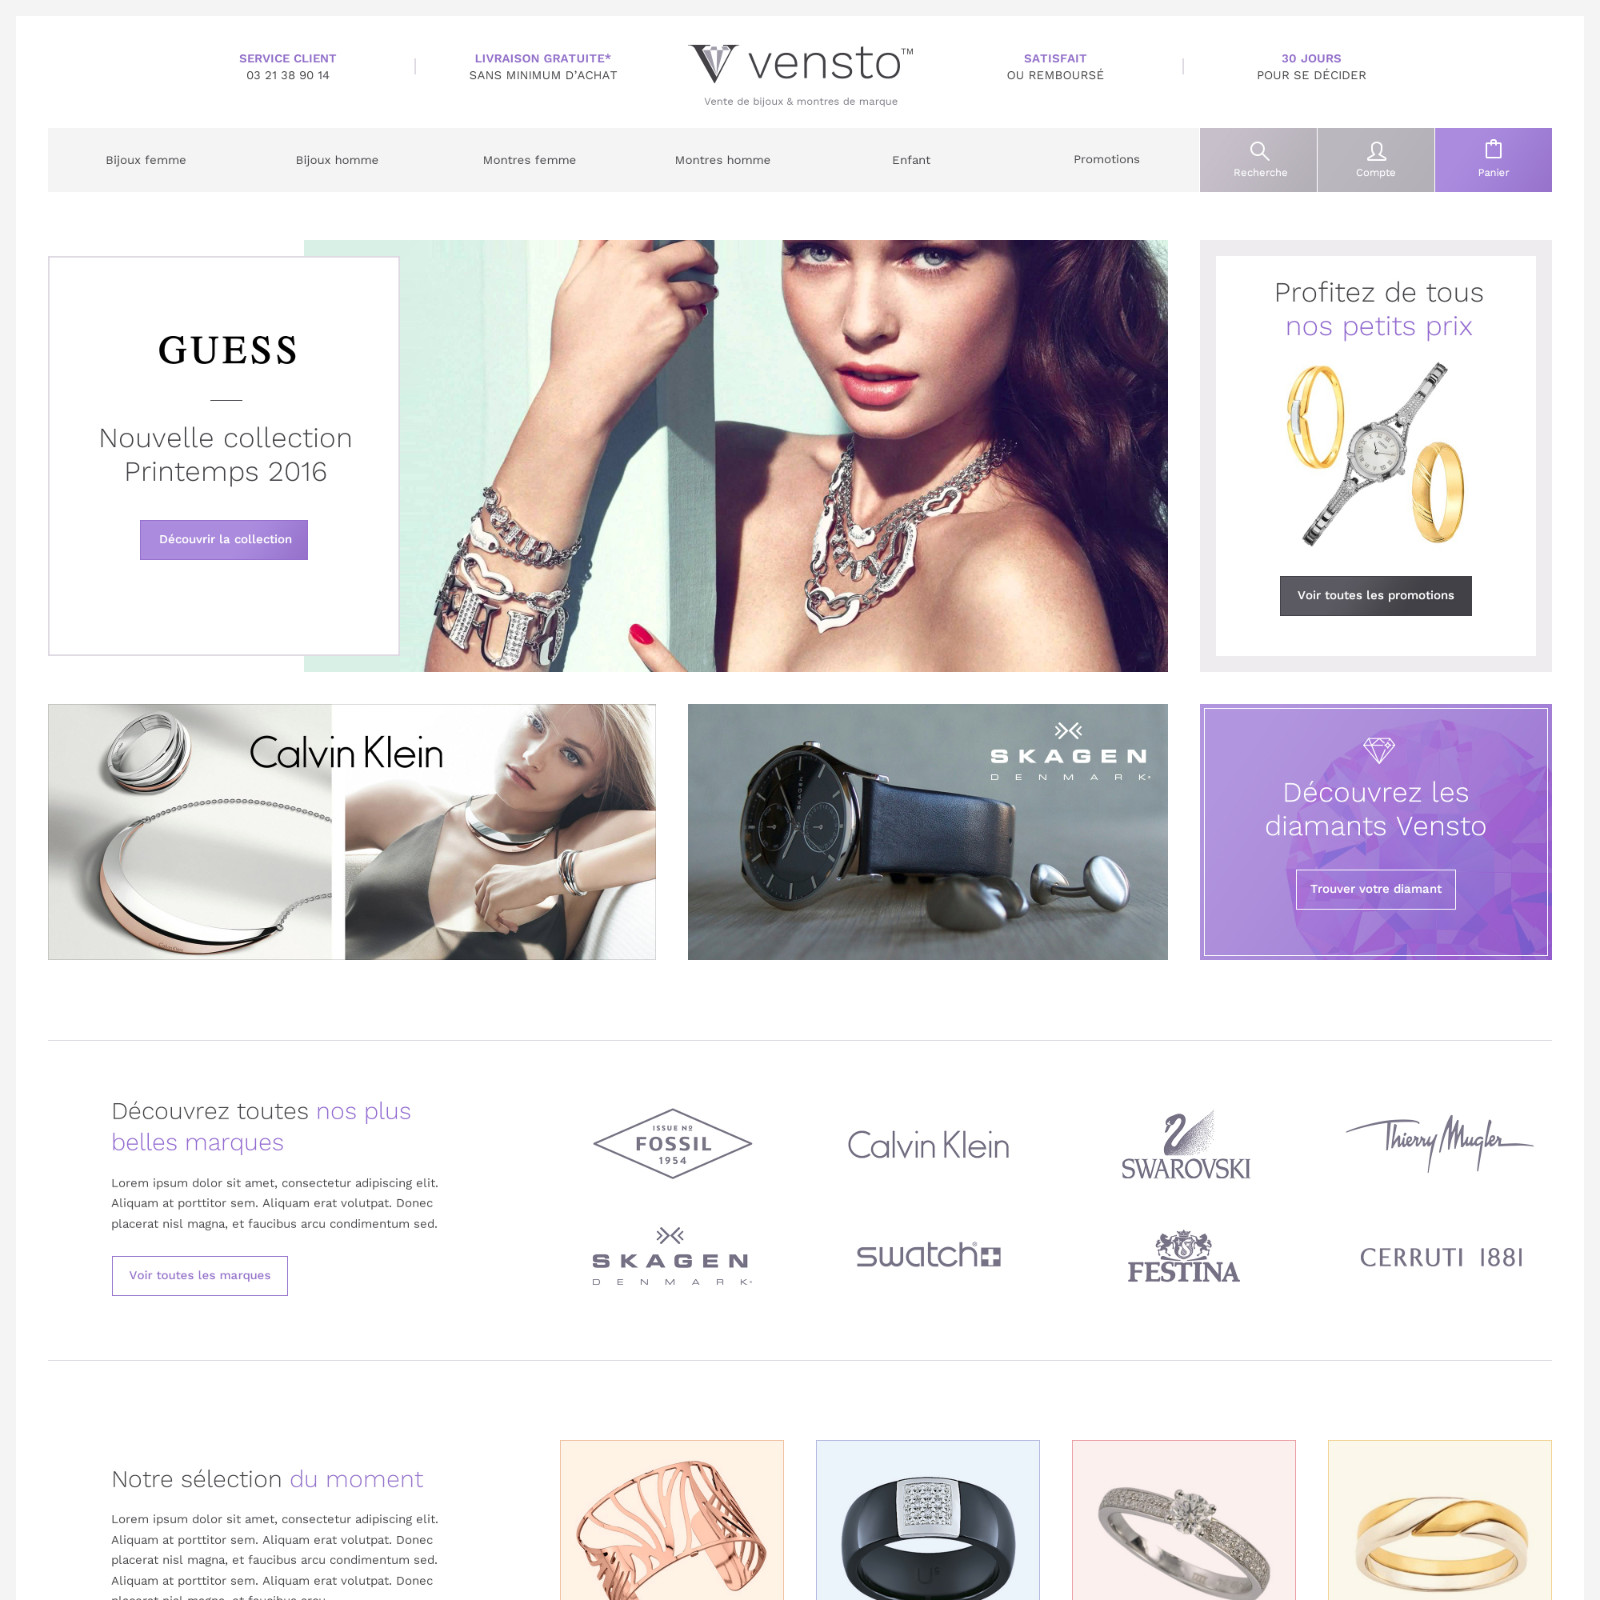 SERVICE CLIENT
03 21 38 90 14
LIVRAISON GRATUITE*
SANS MINIMUM D'ACHAT
vensto™
Vente de bijoux & montres de marque
SATISFAIT
OU REMBOURSÉ
30 JOURS
POUR SE DÉCIDER
Bijoux femme
Bijoux homme
Montres femme
Montres homme
Enfant
Promotions
Recherche
Compte
Panier
GUESS
Nouvelle collection
Printemps 2016
Découvrir la collection
Profitez de tous
nos petits prix
Voir toutes les promotions
Calvin Klein
SKAGEN
DENMARK
Découvrez les
diamants Vensto
Trouver votre diamant
Découvrez toutes nos plus
belles marques
Lorem ipsum dolor sit amet, consectetur adipiscing elit.
Aliquam at porttitor sem. Aliquam erat volutpat. Donec
placerat nisl magna, et faucibus arcu condimentum sed.
Voir toutes les marques
ISSUE Nº
FOSSIL
1954
Calvin Klein
SWAROVSKI
Thierry Mugler
SKAGEN
DENMARK
swatch
FESTINA
CERRUTI 1881
Notre sélection du moment
Lorem ipsum dolor sit amet, consectetur adipiscing elit.
Aliquam at porttitor sem. Aliquam erat volutpat. Donec
placerat nisl magna, et faucibus arcu condimentum sed.
Aliquam at porttitor sem. Aliquam erat volutpat. Donec
placerat nisl magna, et faucibus arcu